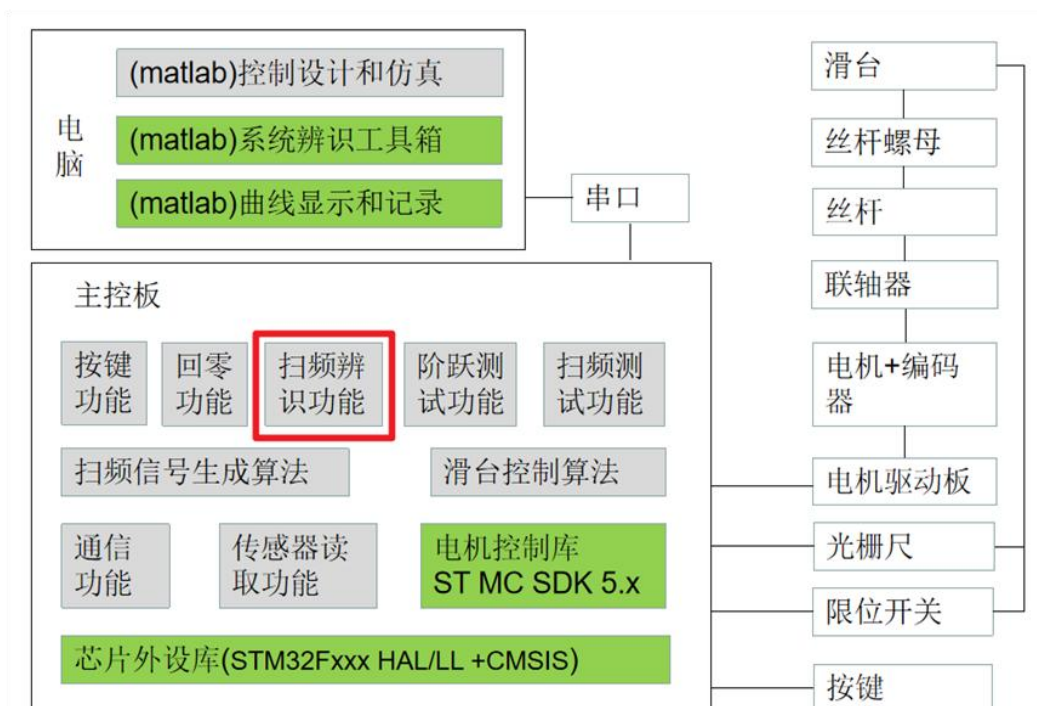 (matlab)控制设计和仿真
电
脑
(matlab)系统辨识工具箱
(matlab)曲线显示和记录
串口
主控板
按键
功能
回零
功能
扫频辨
识功能
阶跃测
试功能
扫频测
试功能
扫频信号生成算法
滑台控制算法
通信
功能
传感器读
取功能
电机控制库
ST MC SDK 5.x
芯片外设库(STM32Fxxx HAL/LL +CMSIS)
滑台
丝杆螺母
丝杆
联轴器
电机+编码
器
电机驱动板
光栅尺
限位开关
按键